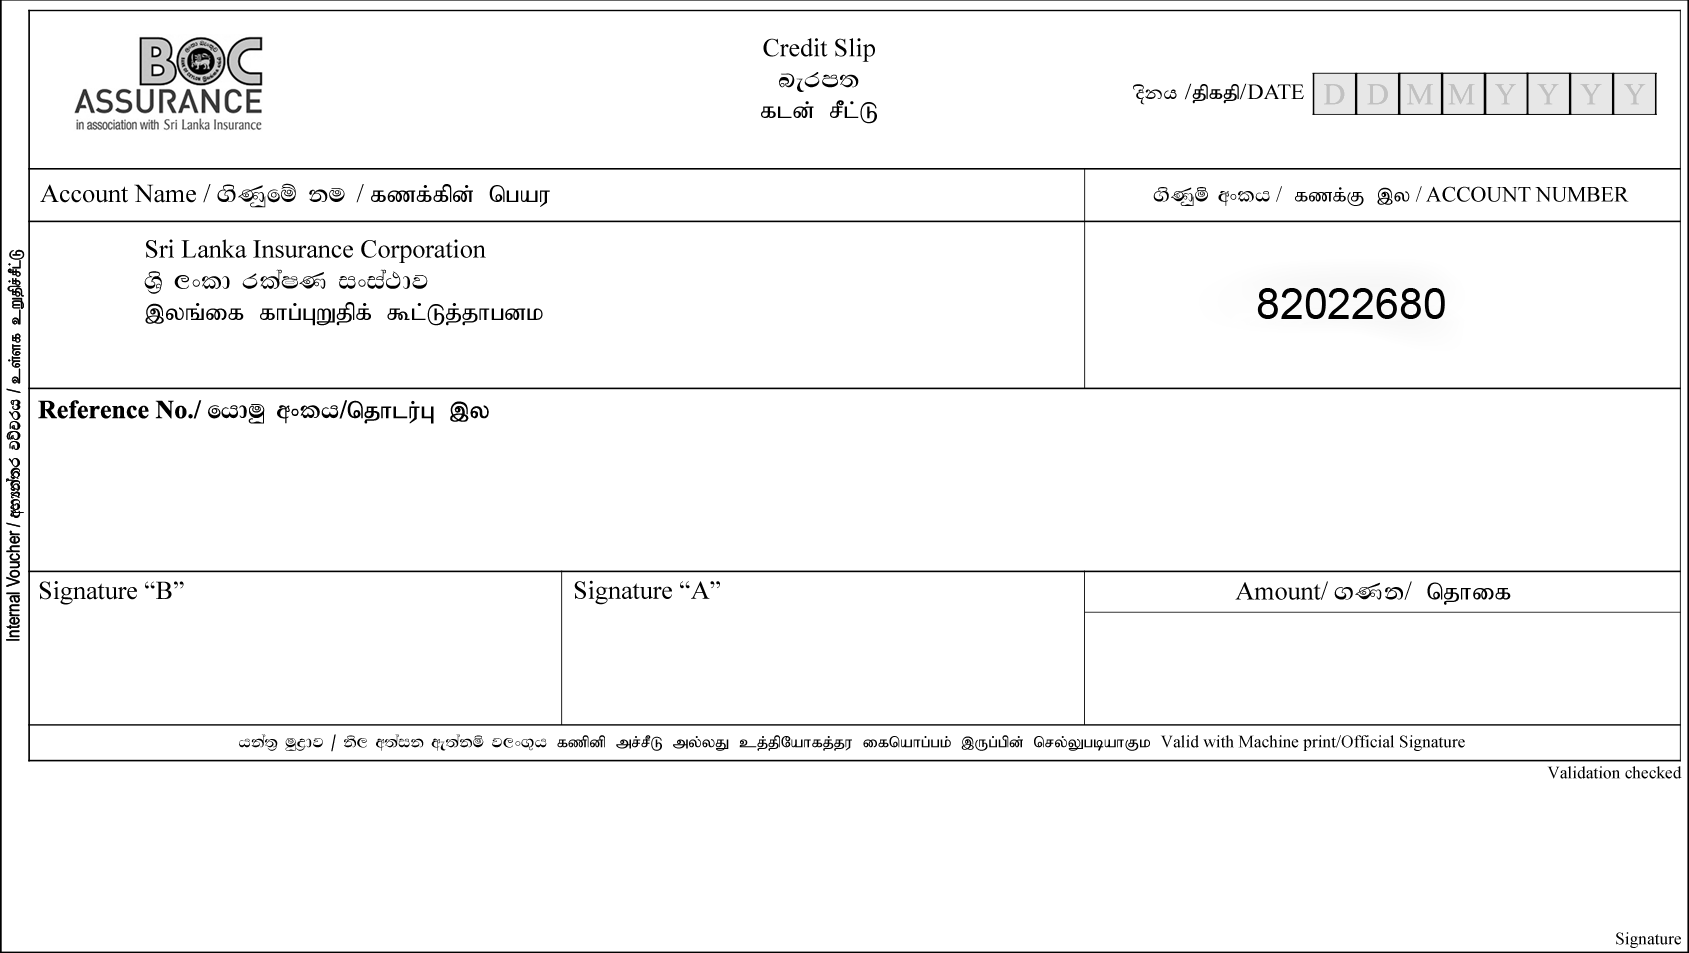 BOC
ASSURANCE
in association with Sri Lanka Insurance
Credit Slip
බැරපත
கடன் சீட்டு
දිනය /திகதி/DATE D D M M Y Y Y Y
Account Name / ගිණුමේ නම / கணக்கின் பெயர
ගිණුම් අංකය / கணக்கு இல / ACCOUNT NUMBER
Sri Lanka Insurance Corporation
ශ්‍රි ලංකා රක්ෂණ සංස්ථාව
இலங்கை காப்புறுதிக் கூட்டுத்தாபனம
82022680
Reference No./ යොමු අංකය/தொடர்பு இல
Signature “B”
Signature “A”
Amount/ ගණන/ தொகை
යන්ත්‍ර මුද්‍රාව / නිල අත්සන ඇත්නම් වලංගුය கணினி அச்சீடு அல்லது உத்தியோகத்தர கையொப்பம் இருப்பின் செல்லுபடியாகும Valid with Machine print/Official Signature
Validation checked
Signature
Internal Voucher / අභ්‍යන්තර වවුචරය / உள்ளக உறுதிச்சீட்டு